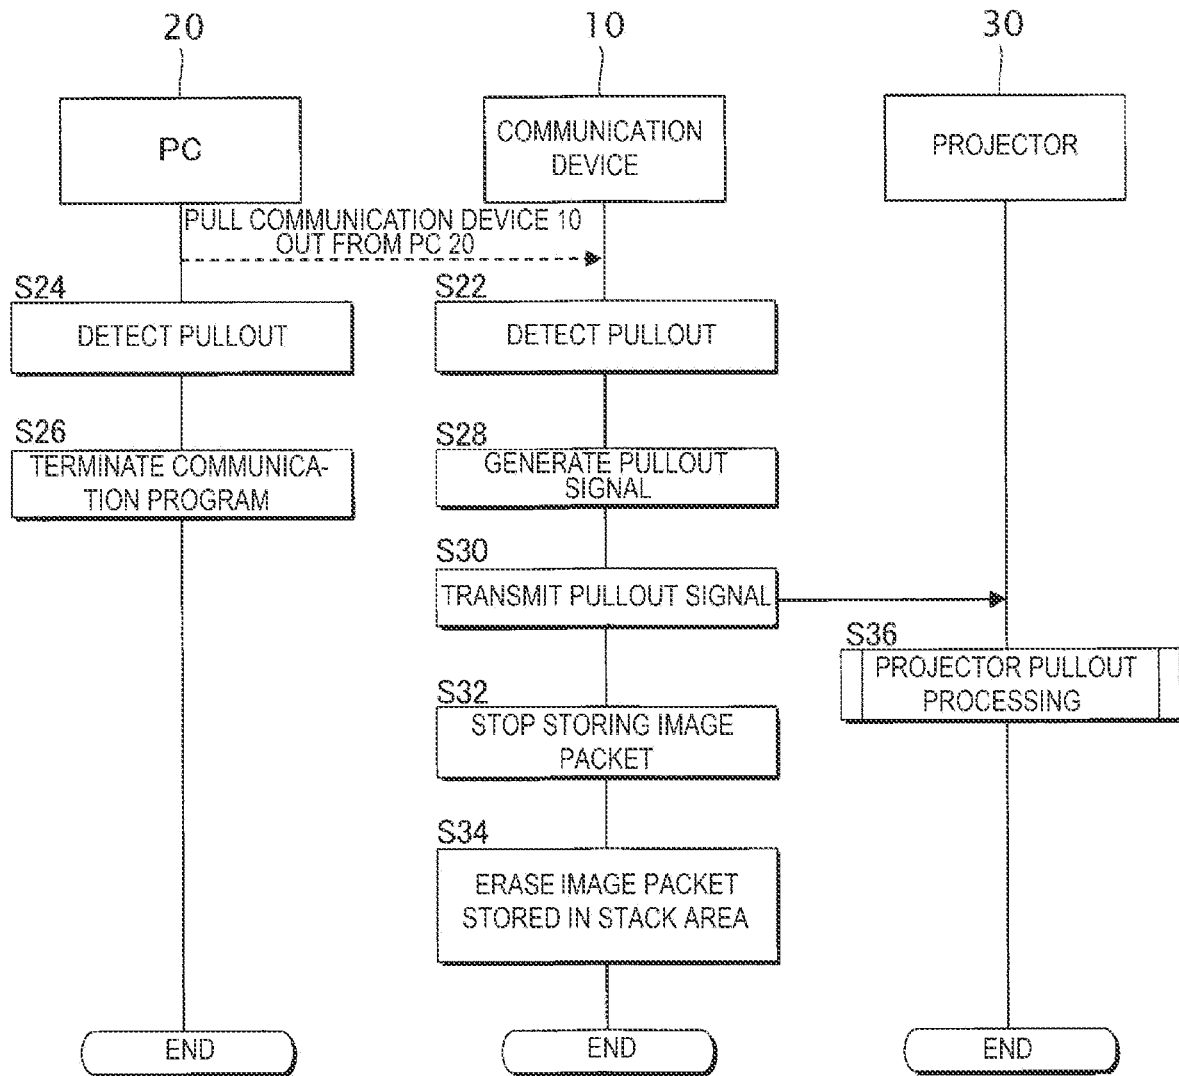 20
10
30
PC
COMMUNICATION
DEVICE
PROJECTOR
PULL COMMUNICATION DEVICE 10
OUT FROM PC 20
S24
DETECT PULLOUT
S22
DETECT PULLOUT
S26
TERMINATE COMMUNICA-
TION PROGRAM
S28
GENERATE PULLOUT
SIGNAL
S30
TRANSMIT PULLOUT SIGNAL
S36
PROJECTOR PULLOUT
PROCESSING
S32
STOP STORING IMAGE
PACKET
S34
ERASE IMAGE PACKET
STORED IN STACK AREA
END
END
END